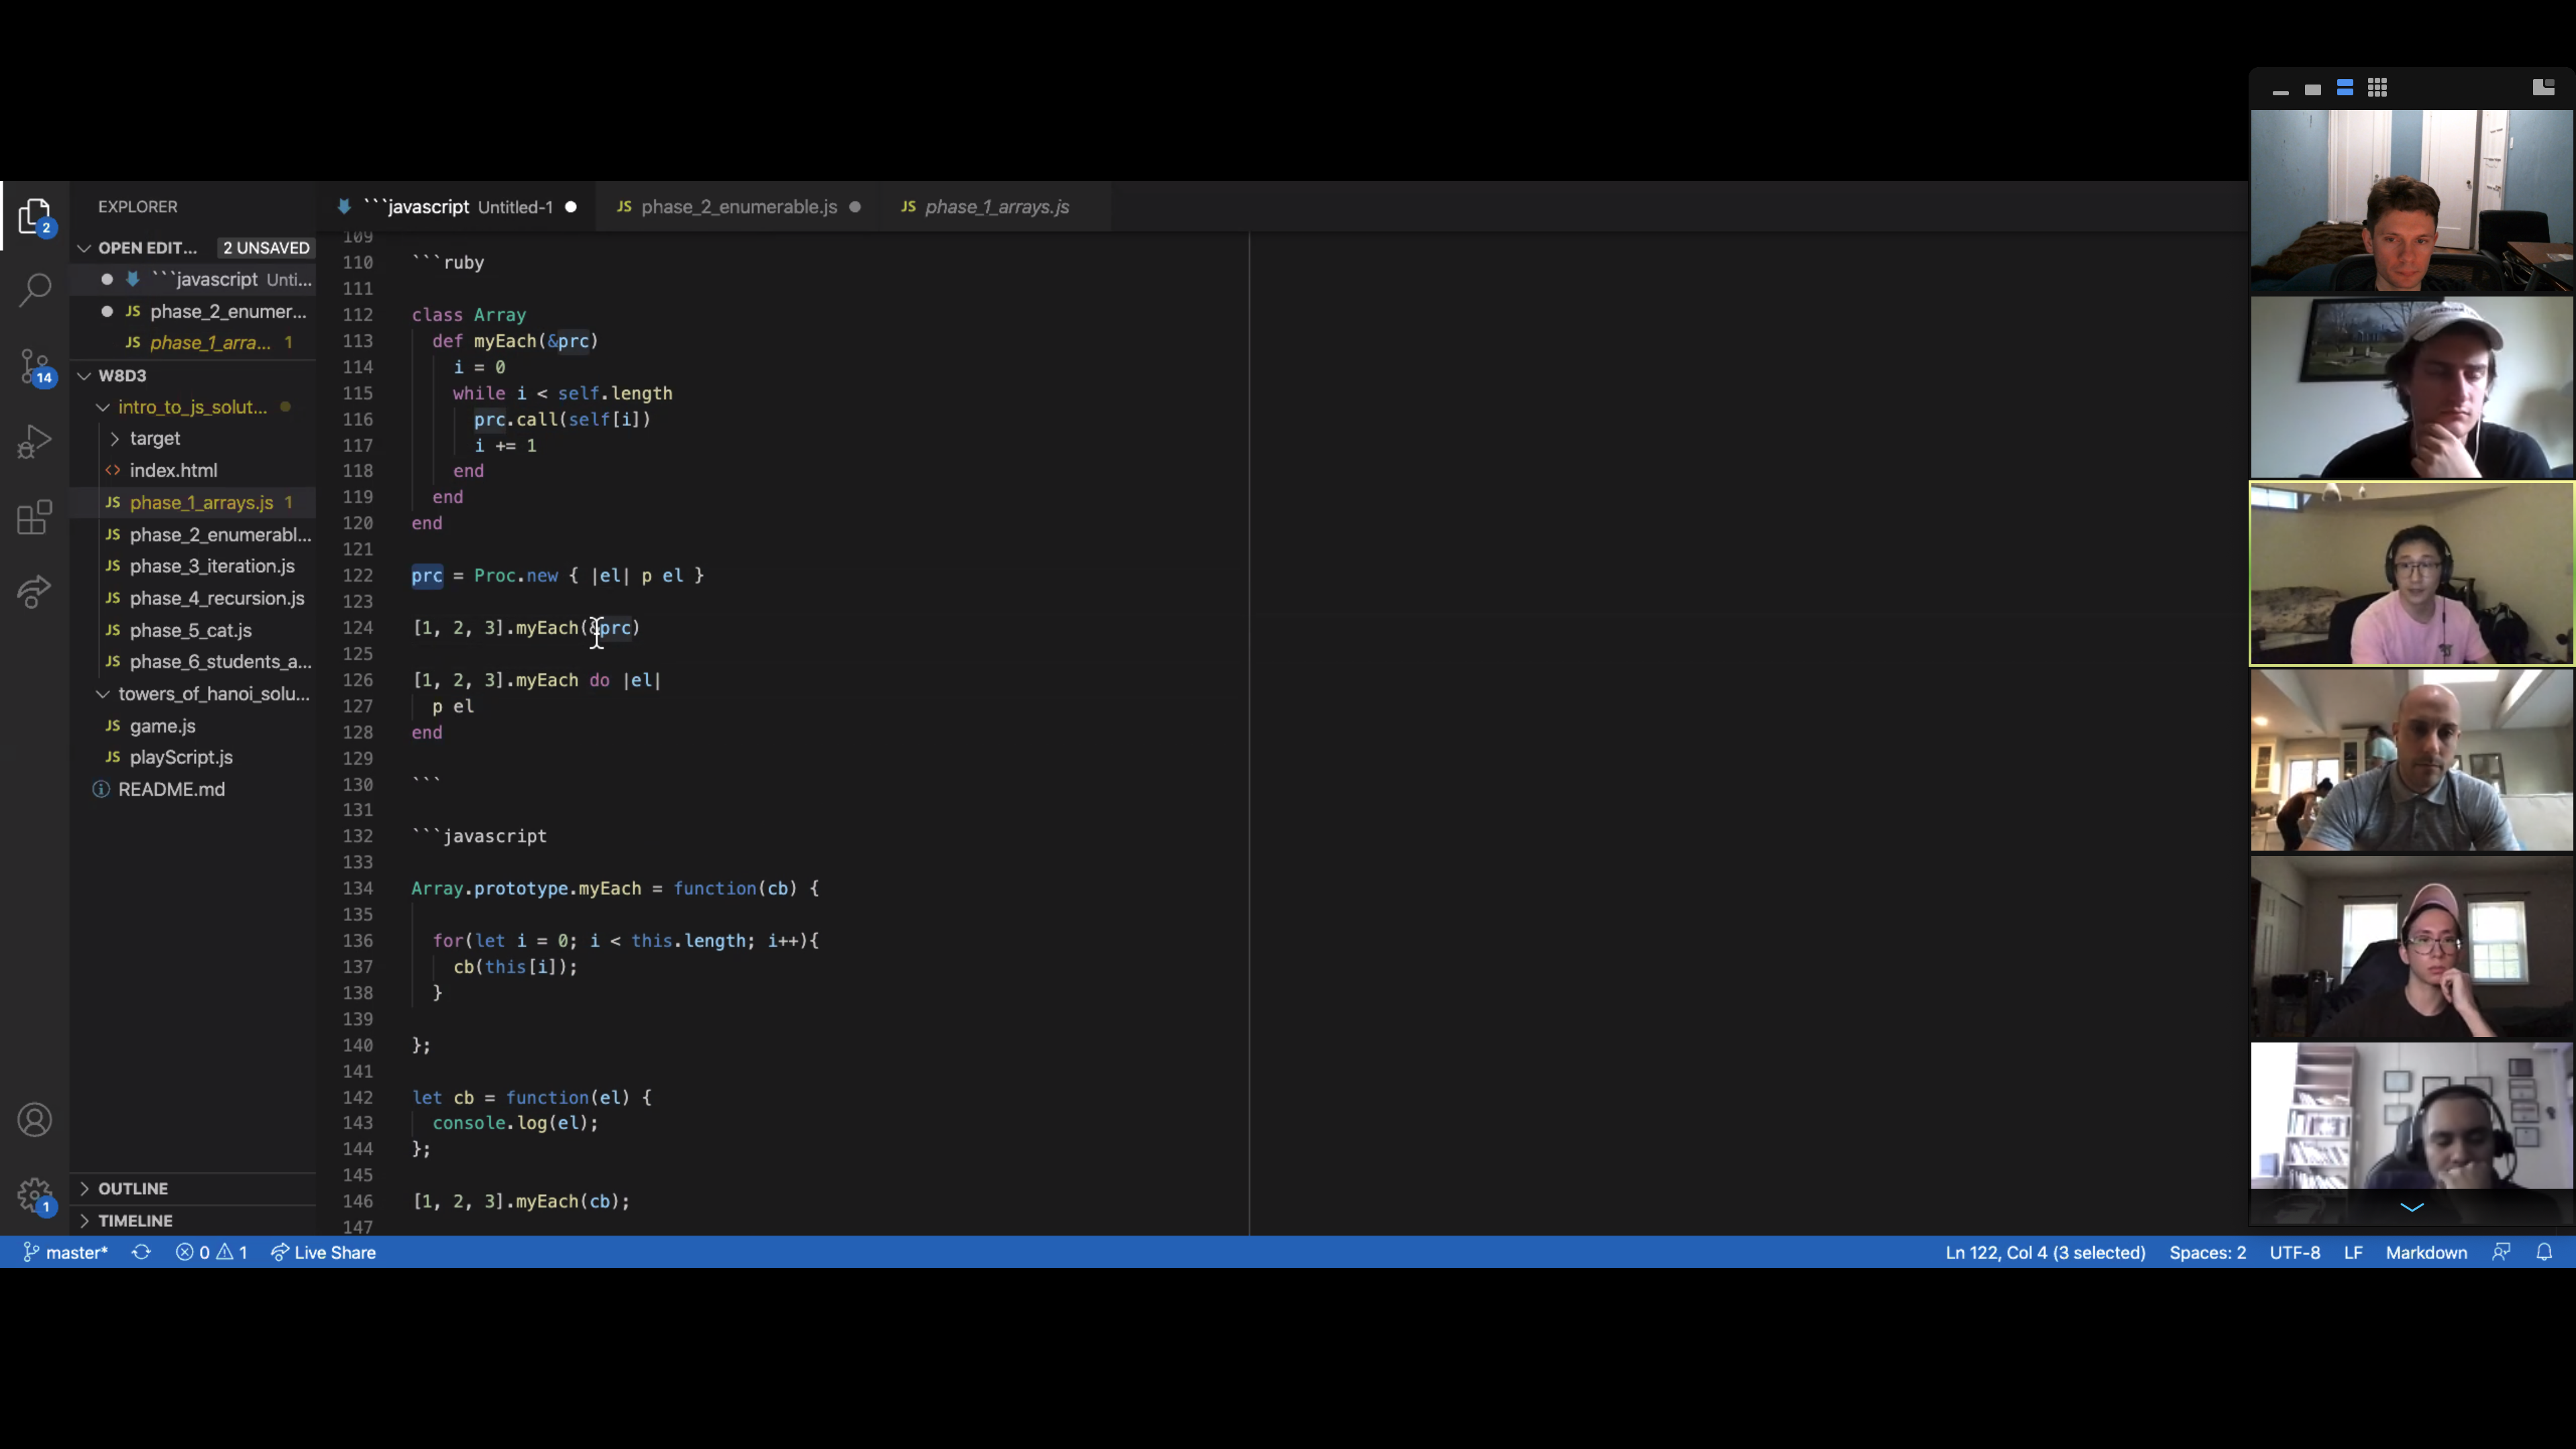 EXPLORER
OPEN EDIT... 2 UNSAVED
```javascript Unti...
JS phase_2_enumer...
JS phase_1_arra... 1
W8D3
intro_to_js_solut...
target
<> index.html
JS phase_1_arrays.js 1
JS phase_2_enumerabl...
JS phase_3_iteration.js
JS phase_4_recursion.js
JS phase_5_cat.js
JS phase_6_students_a...
towers_of_hanoi_solu...
JS game.js
JS playScript.js
README.md
OUTLINE
TIMELINE
2
14
1
```javascript Untitled-1
JS phase_2_enumerable.js
JS phase_1_arrays.js
109
110 ```ruby
111
112 class Array
113 def myEach(&prc)
114 i = 0
115 while i < self.length
116 prc.call(self[i])
117 i += 1
118 end
119 end
120 end
121
122 prc = Proc.new { |el| p el }
123
124 [1, 2, 3].myEach(&prc)
125
126 [1, 2, 3].myEach do |el|
127 p el
128 end
129
130 ```
131
132 ```javascript
133
134 Array.prototype.myEach = function(cb) {
135
136 for(let i = 0; i < this.length; i++){
137 cb(this[i]);
138 }
139
140 };
141
142 let cb = function(el) {
143 console.log(el);
144 };
145
146 [1, 2, 3].myEach(cb);
147
master* 0 1 Live Share
Ln 122, Col 4 (3 selected) Spaces: 2 UTF-8 LF Markdown